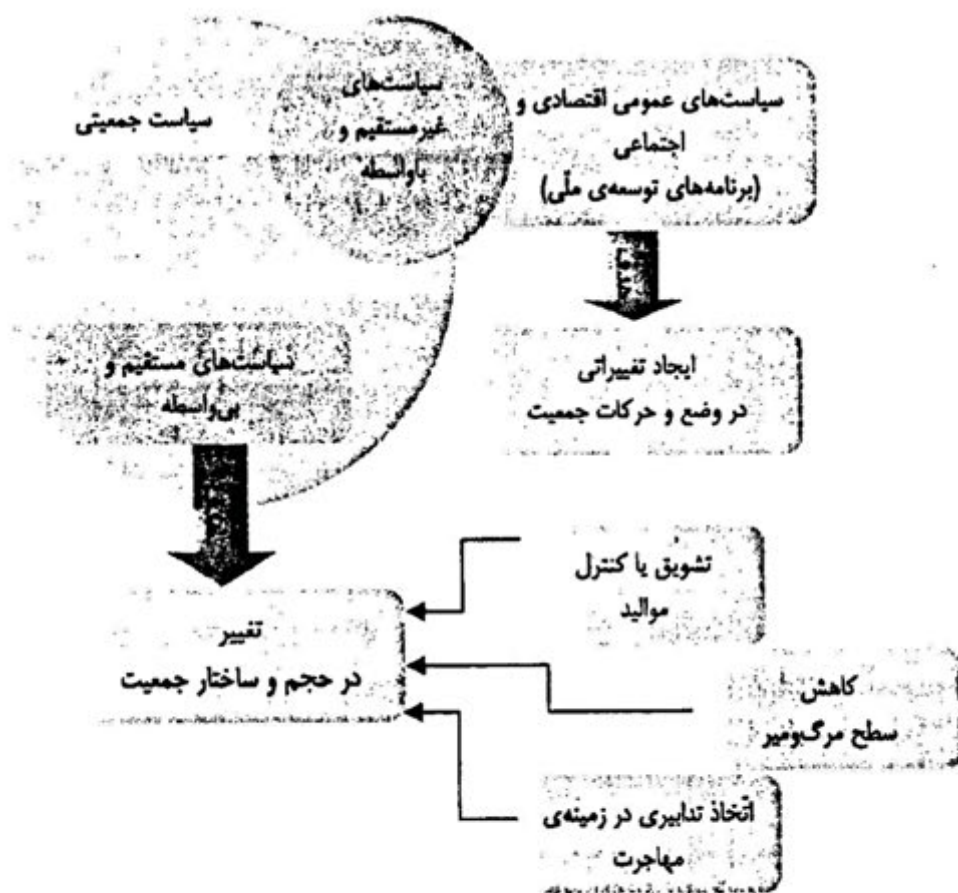 سیاست‌های
غیرمستقیم و
باواسطه
سیاست جمعیتی
سیاست‌های عمومی اقتصادی و
اجتماعی
(برنامه‌های توسعه‌ی ملّی)
هدف
ایجاد تغییراتی
در وضع و حرکات جمعیت
سیاست‌های مستقیم و
بی‌واسطه
تشویق یا کنترل
موالید
تغییر
در حجم و ساختار جمعیت
کاهش
سطح مرگ‌ومیر
اتّخاذ تدابیری در زمینه‌ی
مهاجرت